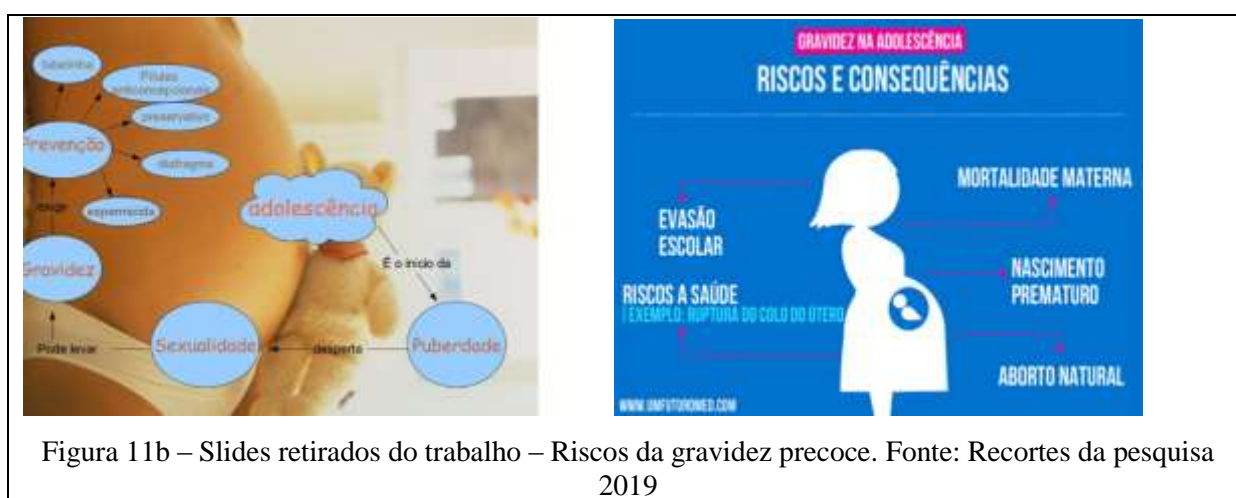 tabelinha
Pílulas
anticoncepcionais
preservativo
Prevenção
diafragma
espermicida
exige
adolescência
É o início da
Gravidez
Pode levar
Sexualidade
desperta
Puberdade
GRAVIDEZ NA ADOLESCÊNCIA
RISCOS E CONSEQUÊNCIAS
MORTALIDADE MATERNA
EVASÃO
ESCOLAR
NASCIMENTO
PREMATURO
RISCOS A SAÚDE
EXEMPLO: RUPTURA DO COLO DO ÚTERO
ABORTO NATURAL
WWW.UMFUTUROMED.COM
Figura 11b – Slides retirados do trabalho – Riscos da gravidez precoce. Fonte: Recortes da pesquisa
2019